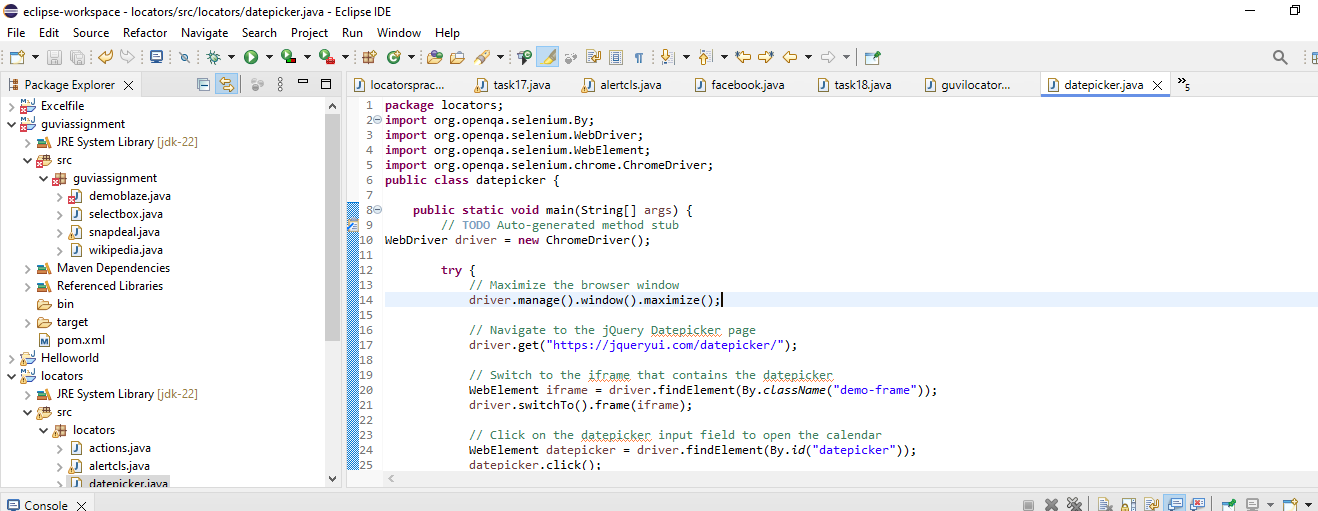 eclipse-workspace - locators/src/locators/datepicker.java - Eclipse IDE
File Edit Source Refactor Navigate Search Project Run Window Help
Package Explorer
Excelfile
guviassignment
JRE System Library [jdk-22]
src
guviassignment
demoblaze.java
selectbox.java
snapdeal.java
wikipedia.java
Maven Dependencies
Referenced Libraries
bin
target
pom.xml
Helloworld
locators
JRE System Library [jdk-22]
src
locators
actions.java
alertcls.java
datepicker.java
locatorsprac... task17.java alertcls.java facebook.java task18.java guvilocator... datepicker.java »5
1 package locators;
2 import org.openqa.selenium.By;
3 import org.openqa.selenium.WebDriver;
4 import org.openqa.selenium.WebElement;
5 import org.openqa.selenium.chrome.ChromeDriver;
6 public class datepicker {
7
8 public static void main(String[] args) {
9 // TODO Auto-generated method stub
10 WebDriver driver = new ChromeDriver();
11
12 try {
13 // Maximize the browser window
14 driver.manage().window().maximize();
15
16 // Navigate to the jQuery Datepicker page
17 driver.get("https://jqueryui.com/datepicker/");
18
19 // Switch to the iframe that contains the datepicker
20 WebElement iframe = driver.findElement(By.className("demo-frame"));
21 driver.switchTo().frame(iframe);
22
23 // Click on the datepicker input field to open the calendar
24 WebElement datepicker = driver.findElement(By.id("datepicker"));
25 datepicker.click();
Console